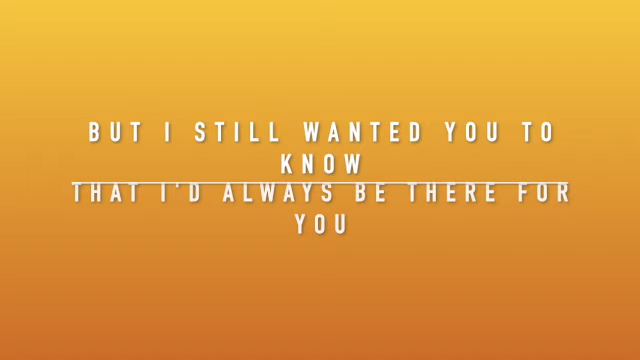 BUT I STILL WANTED YOU TO
KNOW
THAT I'D ALWAYS BE THERE FOR
YOU